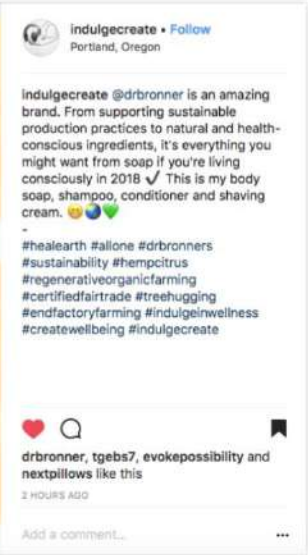 indulgecreate • Follow
Portland, Oregon
indulgecreate @drbronner is an amazing
brand. From supporting sustainable
production practices to natural and health-
conscious ingredients, it's everything you
might want from soap if you're living
consciously in 2018 ✓ This is my body
soap, shampoo, conditioner and shaving
cream. 😁🌏💚
-
#healearth #allone #drbronners
#sustainability #hempcitrus
#regenerativeorganicfarming
#certifiedfairtrade #treehugging
#endfactoryfarming #indulgeinwellness
#createwellbeing #indulgecreate
drbronner, tgebs7, evokepossibility and
nextpillows like this
2 HOURS AGO
Add a comment...